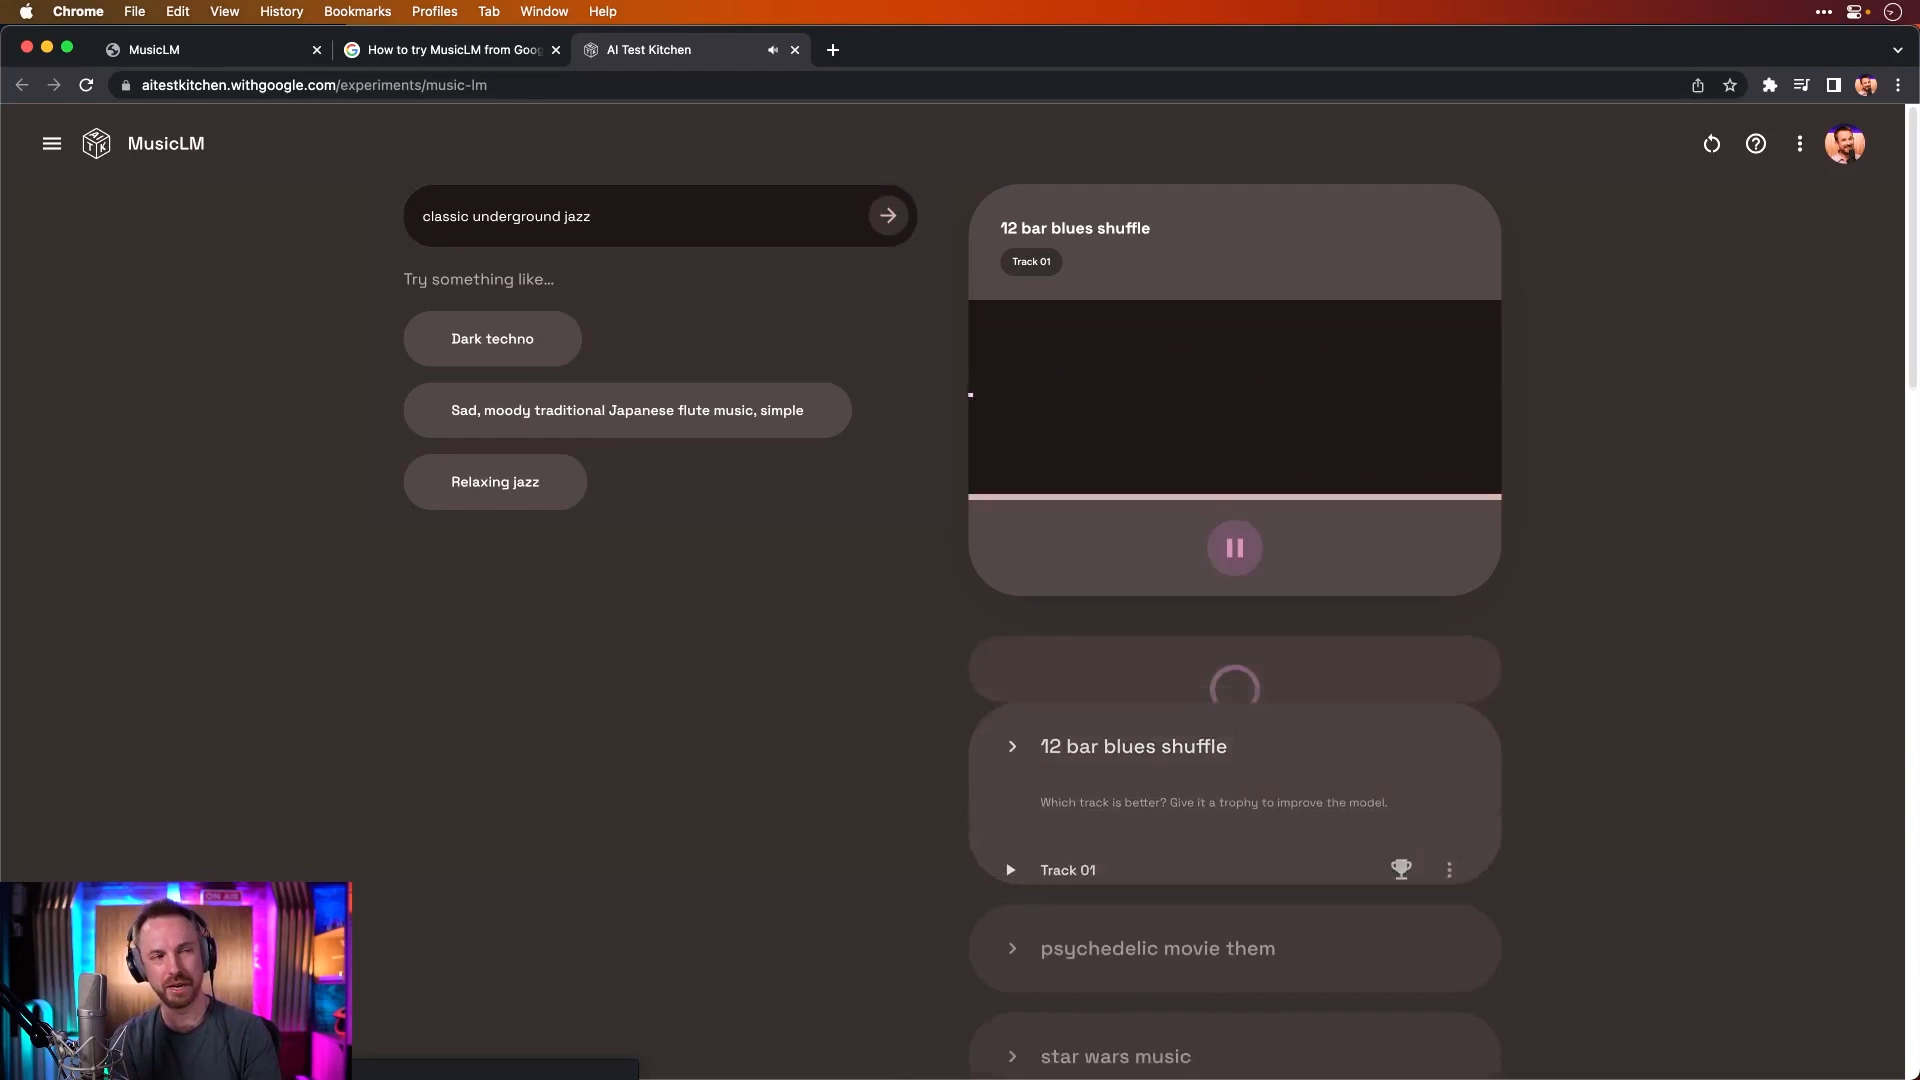 Chrome File Edit View History Bookmarks Profiles Tab Window Help
MusicLM
How to try MusicLM from Goog
AI Test Kitchen
aitestkitchen.withgoogle.com/experiments/music-lm
MusicLM
classic underground jazz
Try something like...
Dark techno
Sad, moody traditional Japanese flute music, simple
Relaxing jazz
12 bar blues shuffle
Track 01
12 bar blues shuffle
Which track is better? Give it a trophy to improve the model.
Track 01
psychedelic movie them
star wars music
ON AIR